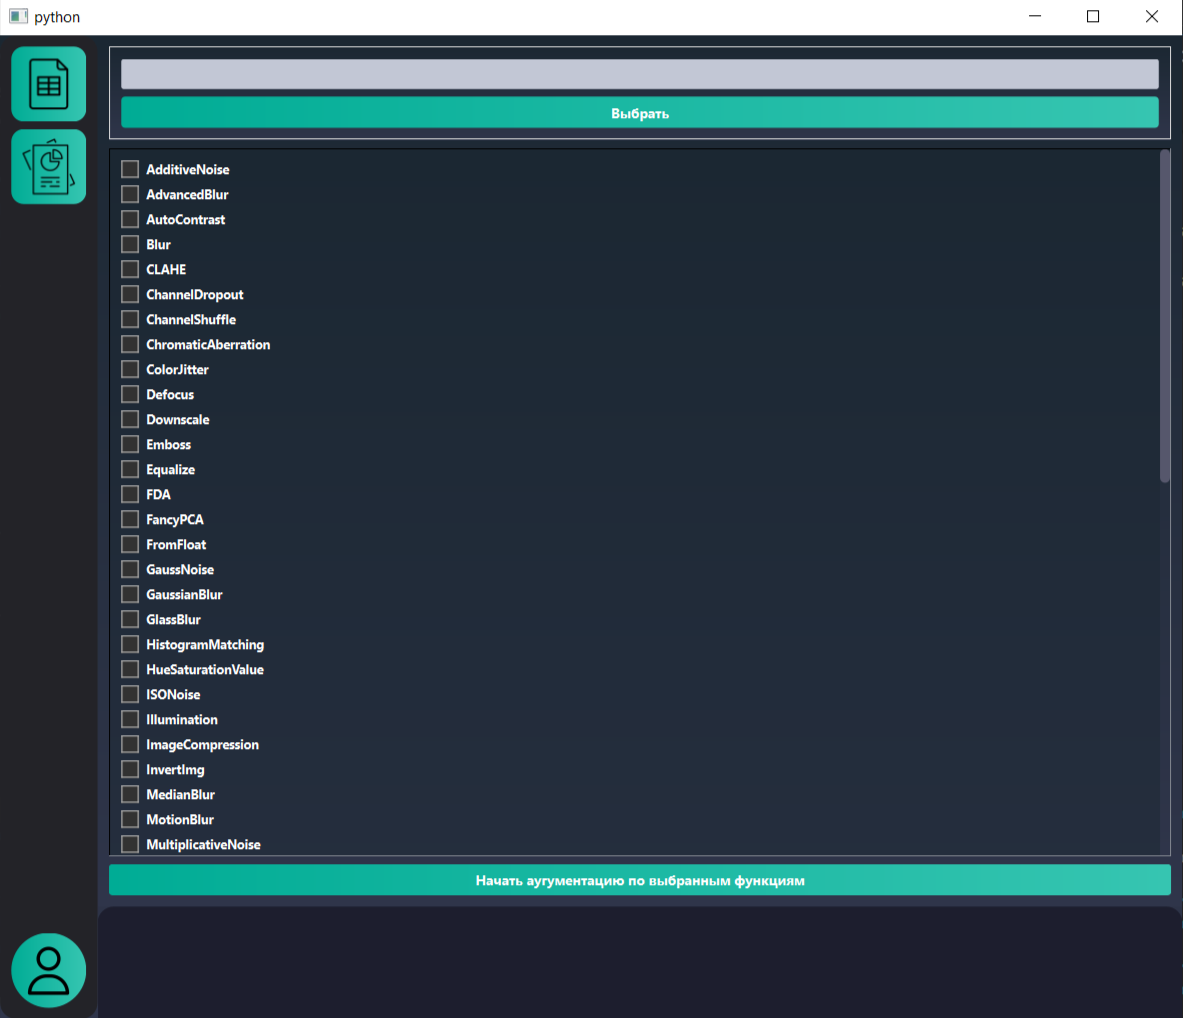 python
Выбрать
AdditiveNoise
AdvancedBlur
AutoContrast
Blur
CLAHE
ChannelDropout
ChannelShuffle
ChromaticAberration
ColorJitter
Defocus
Downscale
Emboss
Equalize
FDA
FancyPCA
FromFloat
GaussNoise
GaussianBlur
GlassBlur
HistogramMatching
HueSaturationValue
ISONoise
Illumination
ImageCompression
InvertImg
MedianBlur
MotionBlur
MultiplicativeNoise
Начать аугументацию по выбранным функциям